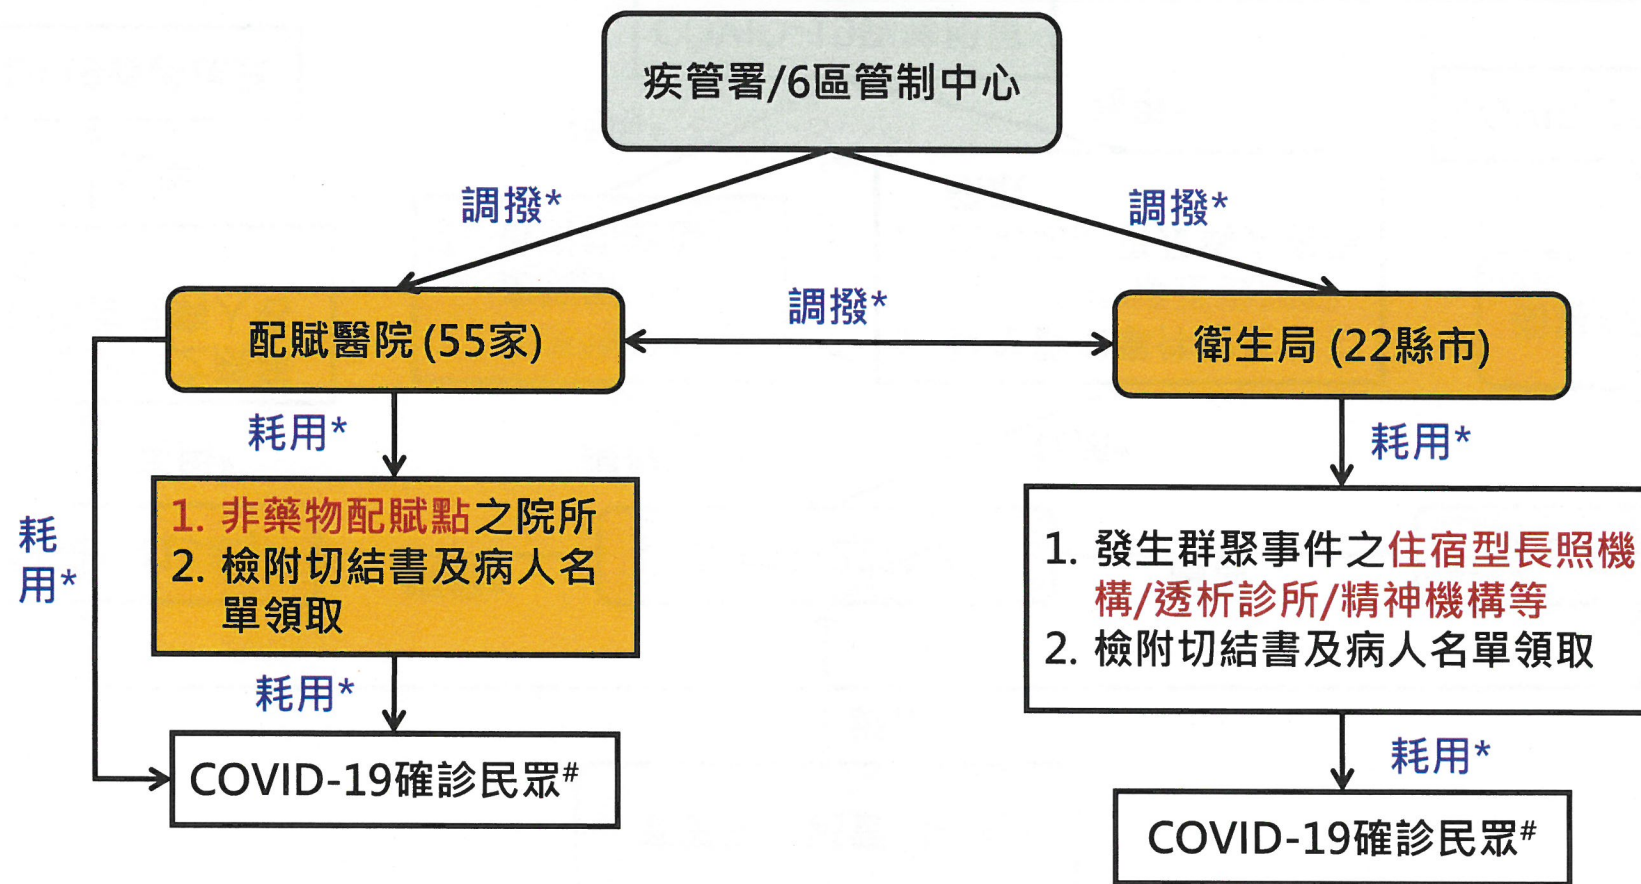 疾管署/6區管制中心
調撥*
調撥*
配賦醫院 (55家)
調撥*
衛生局 (22縣市)
耗用*
耗用*
耗
用*
1. 非藥物配賦點之院所
2. 檢附切結書及病人名
單領取
1. 發生群聚事件之住宿型長照機
構/透析診所/精神機構等
2. 檢附切結書及病人名單領取
耗用*
耗用*
COVID-19確診民眾#
COVID-19確診民眾#